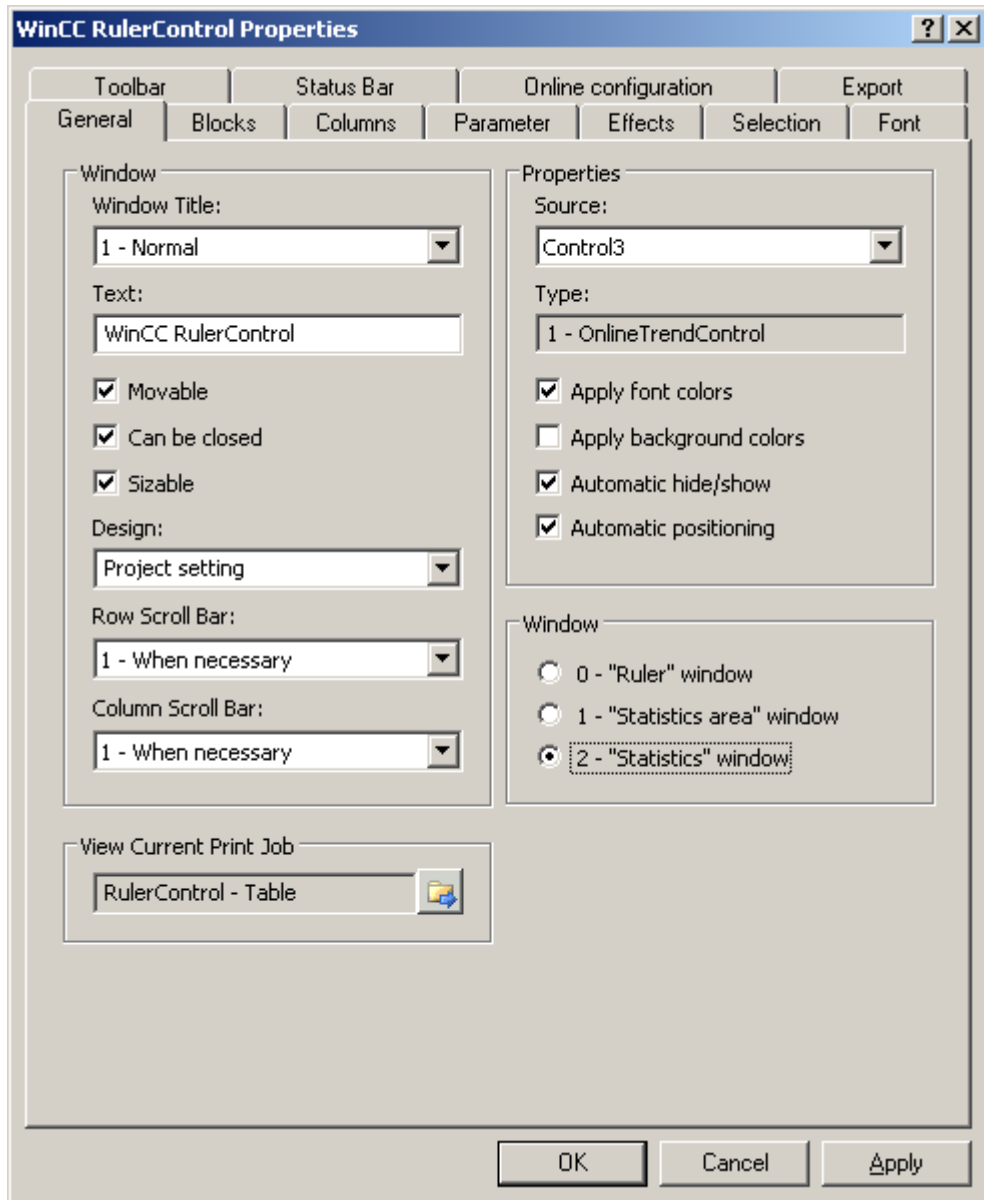 WinCC RulerControl Properties
Toolbar Status Bar Online configuration Export
General Blocks Columns Parameter Effects Selection Font
Window
Window Title:
1 - Normal
Text:
WinCC RulerControl
Movable
Can be closed
Sizable
Design:
Project setting
Row Scroll Bar:
1 - When necessary
Column Scroll Bar:
1 - When necessary
Properties
Source:
Control3
Type:
1 - OnlineTrendControl
Apply font colors
Apply background colors
Automatic hide/show
Automatic positioning
Window
0 - "Ruler" window
1 - "Statistics area" window
2 - "Statistics" window
View Current Print Job
RulerControl - Table
OK Cancel Apply